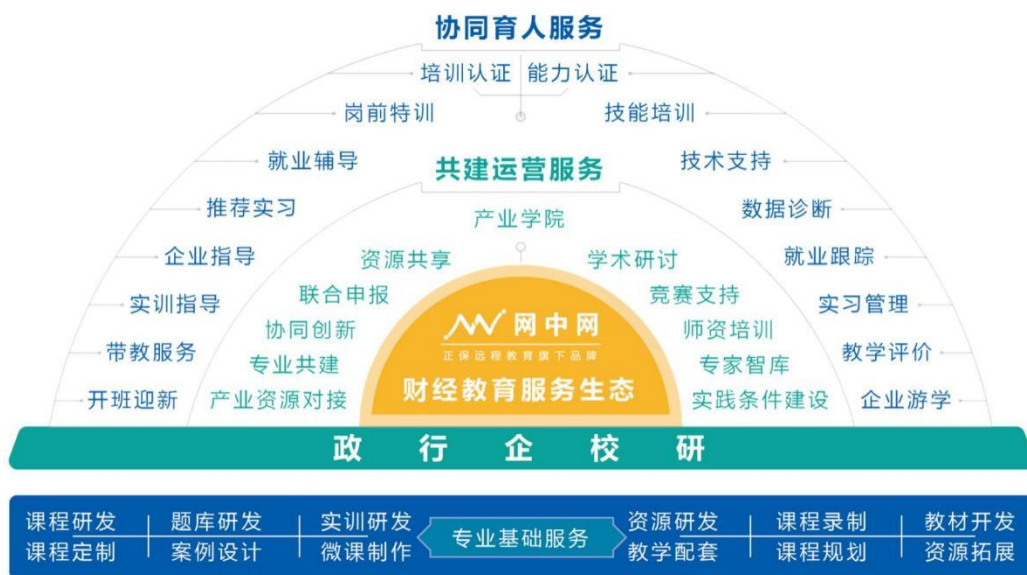 协同育人服务
培训认证 能力认证
岗前特训 技能培训
就业辅导 技术支持
共建运营服务
推荐实习 数据诊断
产业学院
企业指导 就业跟踪
资源共享 学术研讨
联合申报 竞赛支持
实训指导 实习管理
协同创新 师资培训
网中网
正保远程教育旗下品牌
带教服务 教学评价
专业共建 专家智库
财经教育服务生态
开班迎新 产业资源对接 实践条件建设 企业游学
政行企校研
课程研发 题库研发 实训研发 资源研发 课程录制 教材开发
专业基础服务
课程定制 案例设计 微课制作 教学配套 课程规划 资源拓展